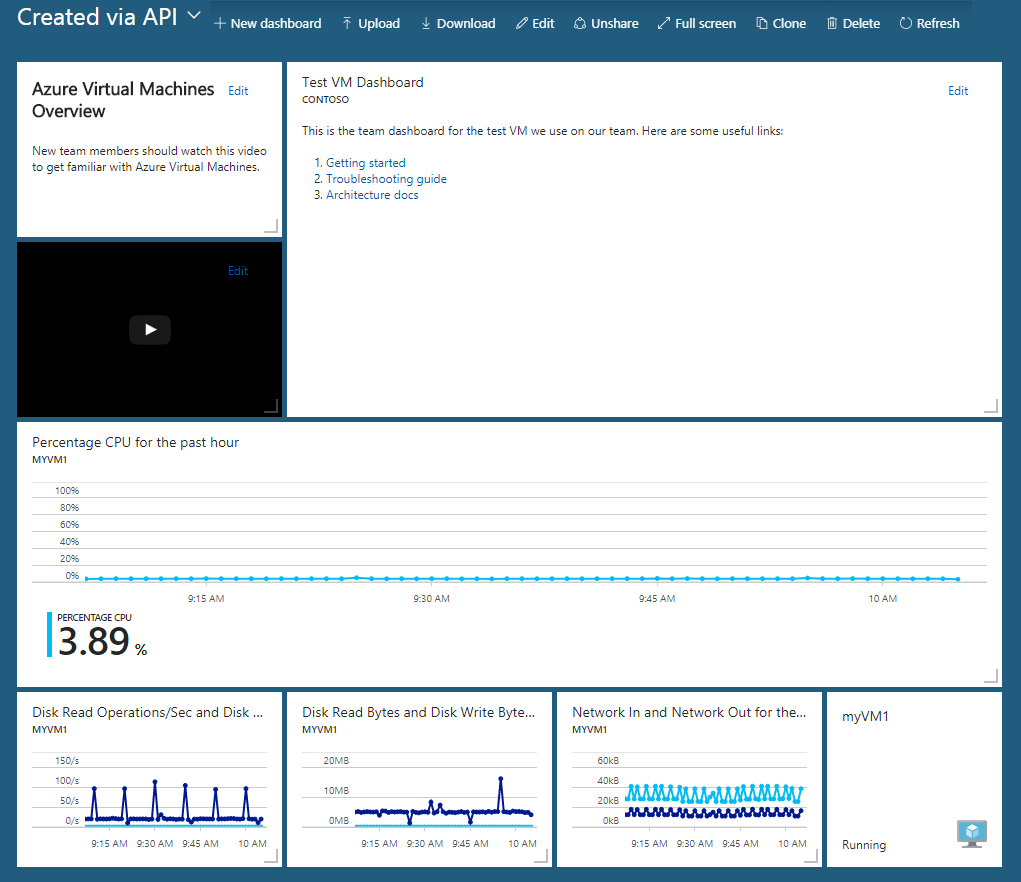 Created via API
New dashboard Upload Download Edit Unshare Full screen Clone Delete Refresh
Azure Virtual Machines Overview
Edit
New team members should watch this video
to get familiar with Azure Virtual Machines.
Test VM Dashboard
CONTOSO
Edit
This is the team dashboard for the test VM we use on our team. Here are some useful links:
1. Getting started
2. Troubleshooting guide
3. Architecture docs
Edit
Percentage CPU for the past hour
MYVM1
100%
80%
60%
40%
20%
0%
9:15 AM 9:30 AM 9:45 AM 10 AM
PERCENTAGE CPU
3.89 %
Disk Read Operations/Sec and Disk ...
MYVM1
150/s
100/s
50/s
0/s
9:15 AM 9:30 AM 9:45 AM 10 AM
Disk Read Bytes and Disk Write Byte...
MYVM1
20MB
10MB
0MB
9:15 AM 9:30 AM 9:45 AM 10 AM
Network In and Network Out for the...
MYVM1
60kB
40kB
20kB
0kB
9:15 AM 9:30 AM 9:45 AM 10 AM
myVM1
Running